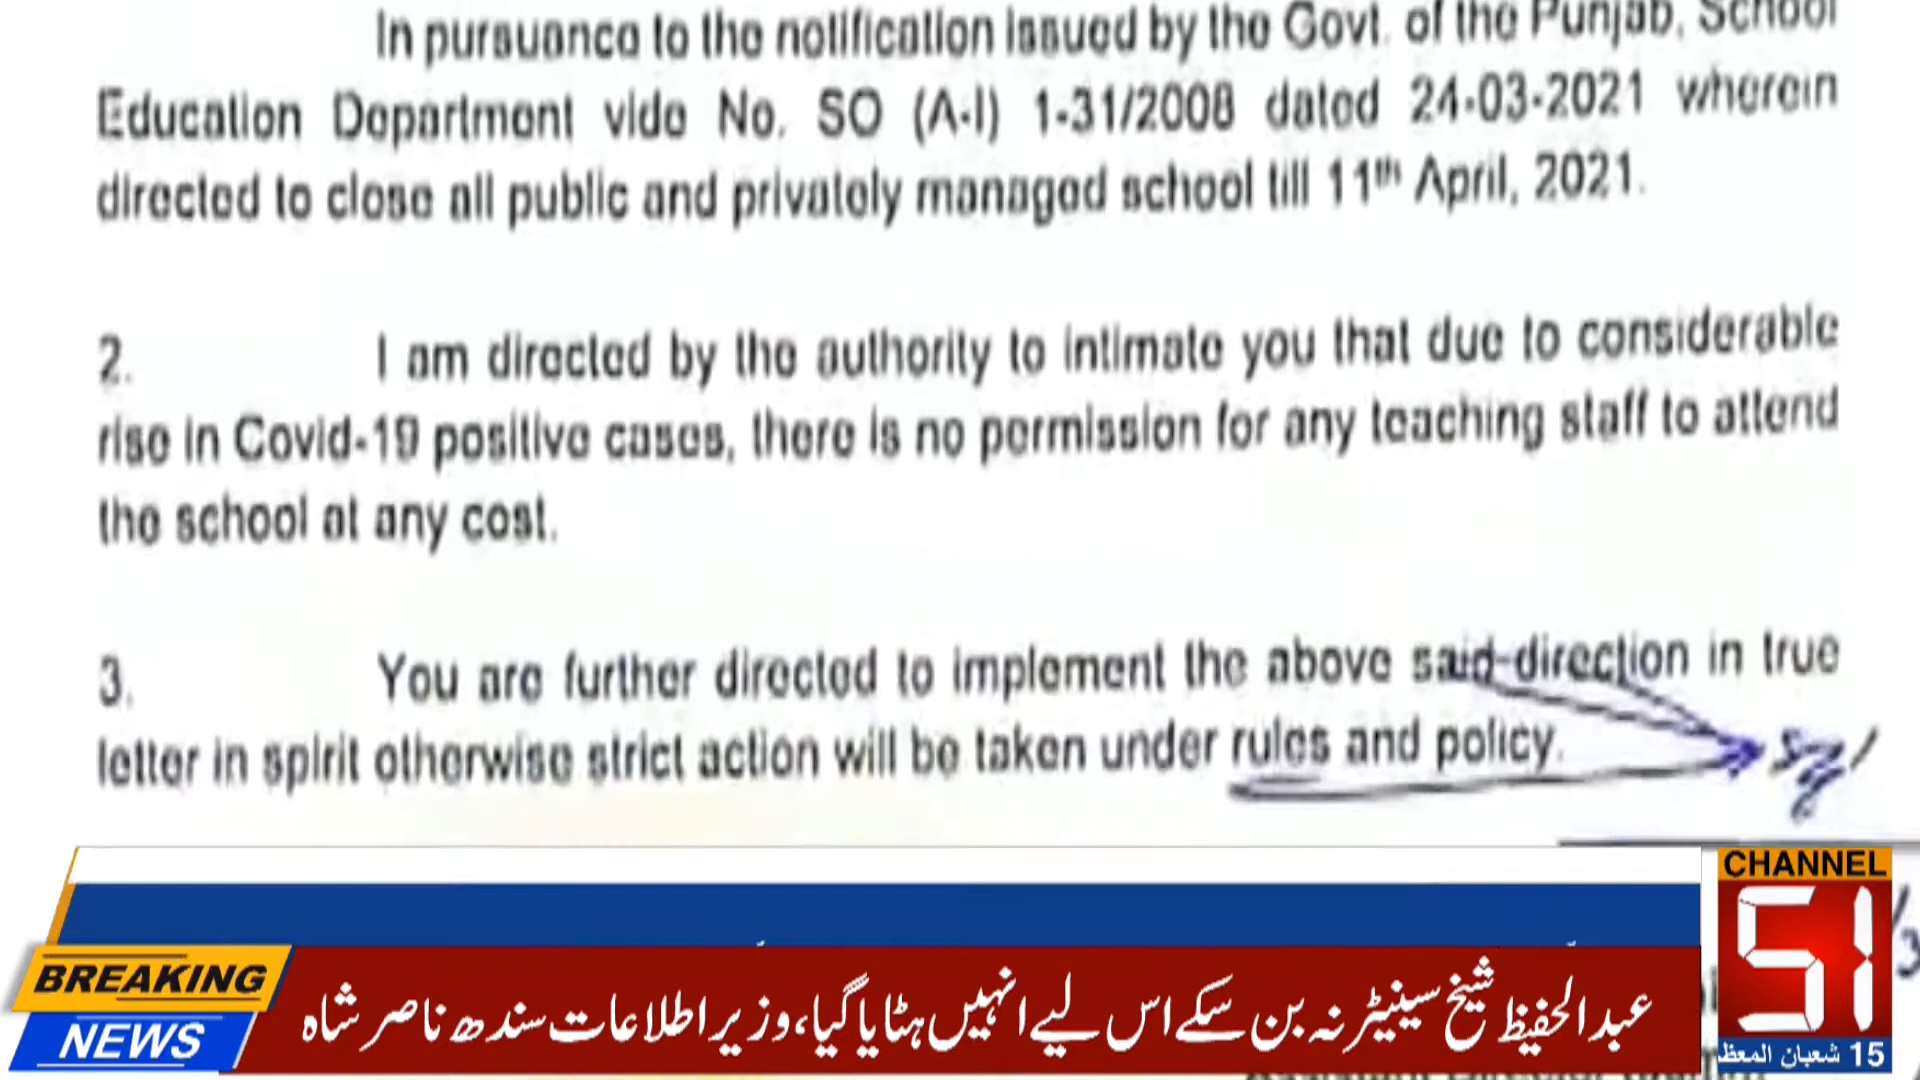 In pursuance to the notification issued by the Govt. of the Punjab, School
Education Department vide No. SO (A-I) 1-31/2008 dated 24-03-2021 wherein
directed to close all public and privately managed school till 11th April, 2021.
2. I am directed by the authority to intimate you that due to considerable
rise in Covid-19 positive cases, there is no permission for any teaching staff to attend
the school at any cost.
3. You are further directed to implement the above said direction in true
letter in spirit otherwise strict action will be taken under rules and policy.
CHANNEL
51
BREAKING
NEWS
عبدالحفیظ شیخ سینیٹر نہ بن سکے اس لیے انہیں ہٹایا گیا، وزیر اطلاعات سندھ ناصر شاہ
15 شعبان المعظ